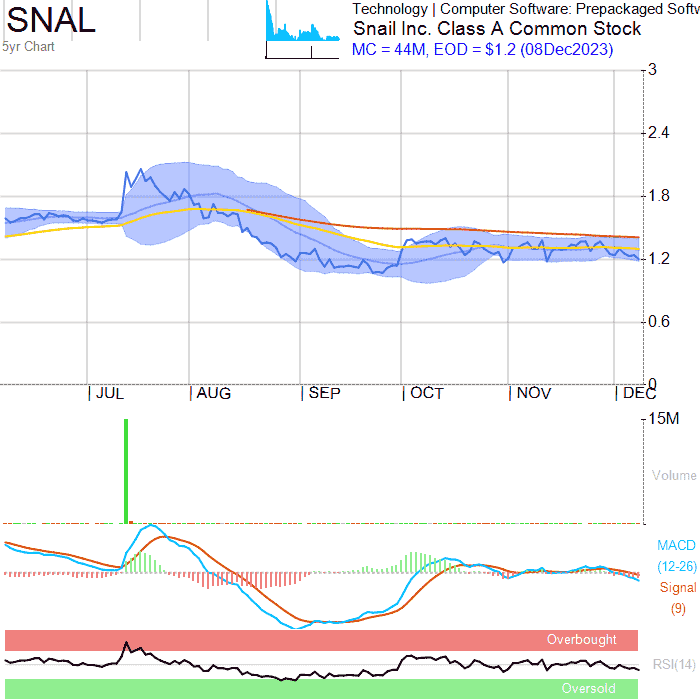 SNAL
5yr Chart
Technology | Computer Software: Prepackaged Softw
Snail Inc. Class A Common Stock
MC = 44M, EOD = $1.2 (08Dec2023)
3
2.4
1.8
1.2
0.6
0
JUL AUG SEP OCT NOV DEC
15M
Volume
MACD
(12-26)
Signal
(9)
Overbought
RSI(14)
Oversold